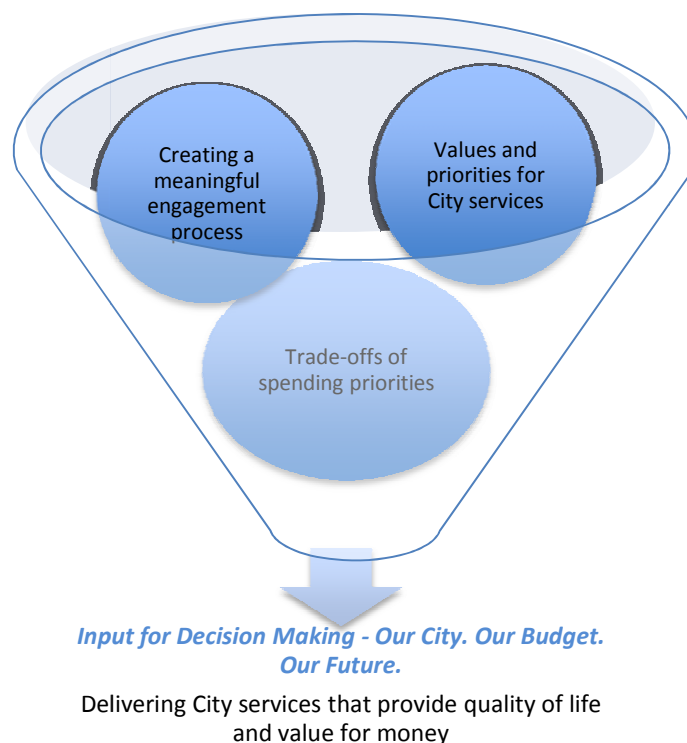 Creating a
meaningful
engagement
process
Values and
priorities for
City services
Trade-offs of
spending priorities
Input for Decision Making - Our City. Our Budget.
Our Future.
Delivering City services that provide quality of life
and value for money